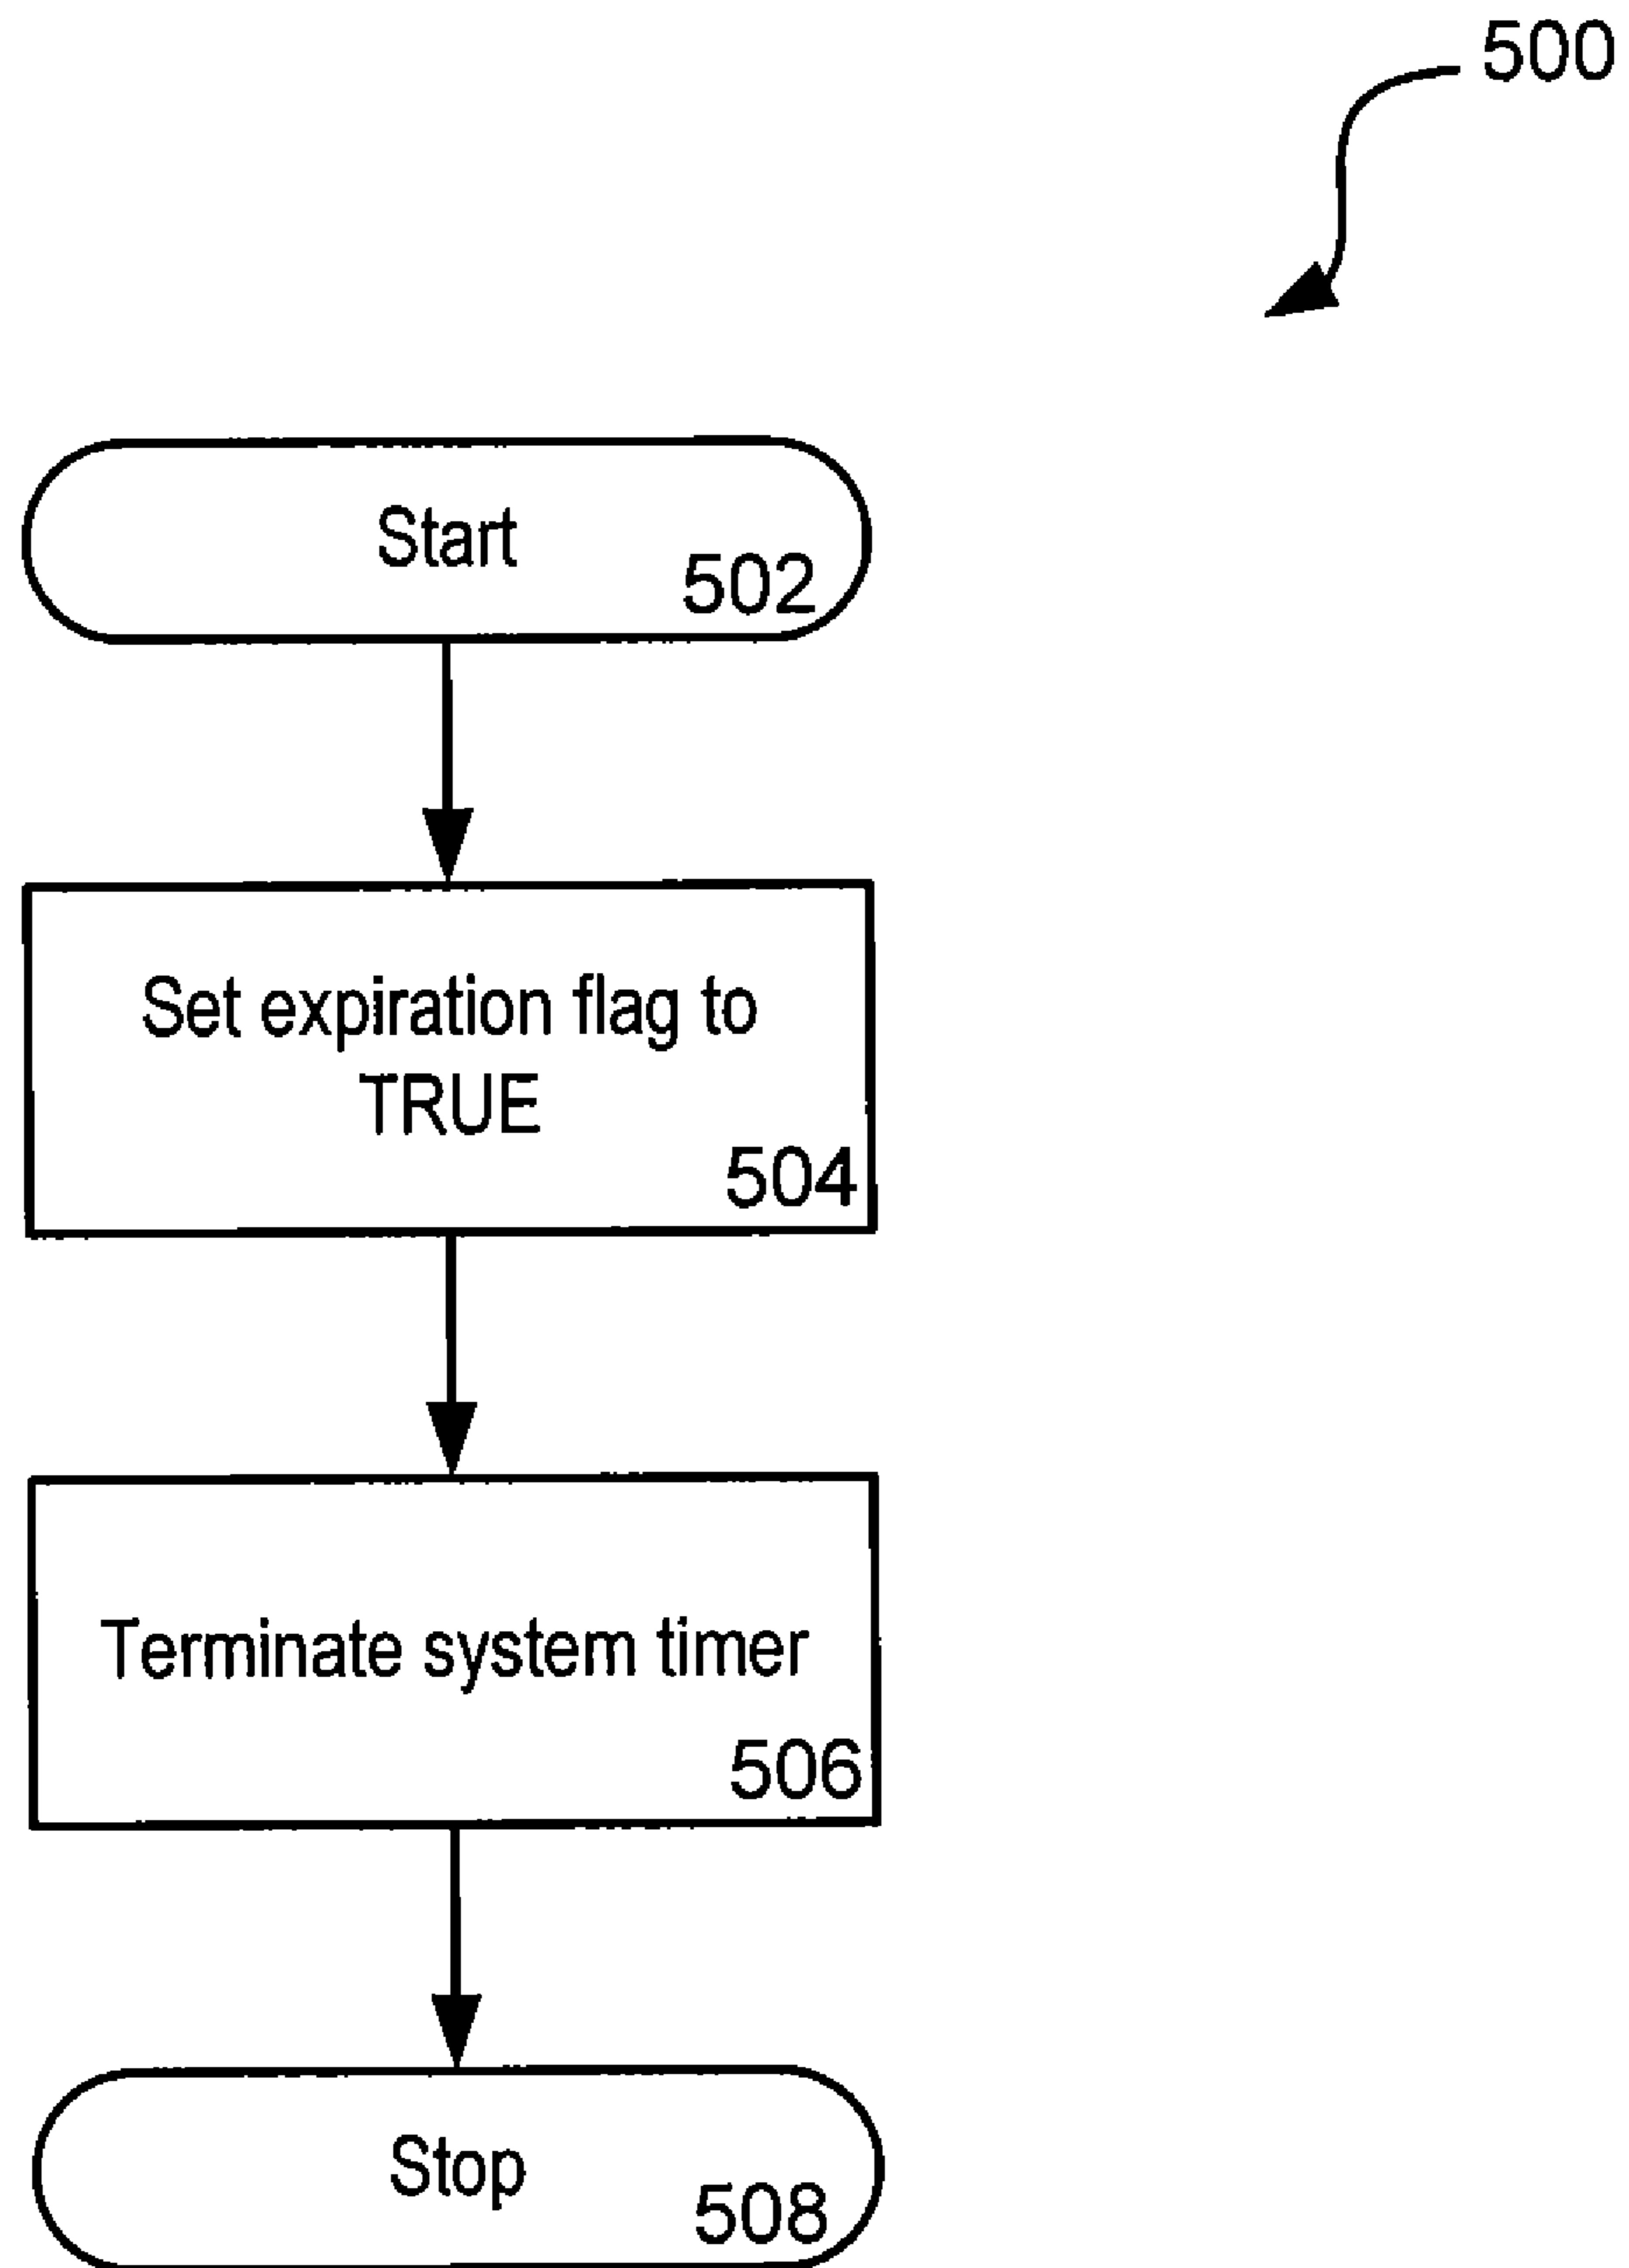 500
Start
502
Set expiration flag to
TRUE
504
Terminate system timer
506
Stop
508